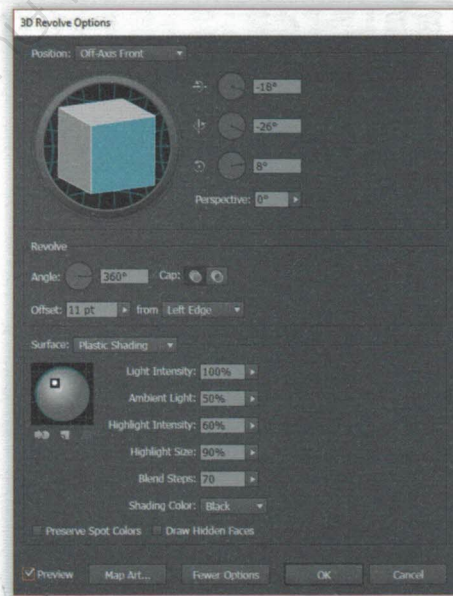 3D Revolve Options
Position: Off-Axis Front
-18°
-26°
8°
Perspective: 0°
Revolve
Angle: 360° Cap:
Offset: 11 pt from Left Edge
Surface: Plastic Shading
Light Intensity: 100%
Ambient Light: 50%
Highlight Intensity: 60%
Highlight Size: 90%
Blend Steps: 70
Shading Color: Black
Preserve Spot Colors Draw Hidden Faces
Preview Map Art... Fewer Options OK Cancel